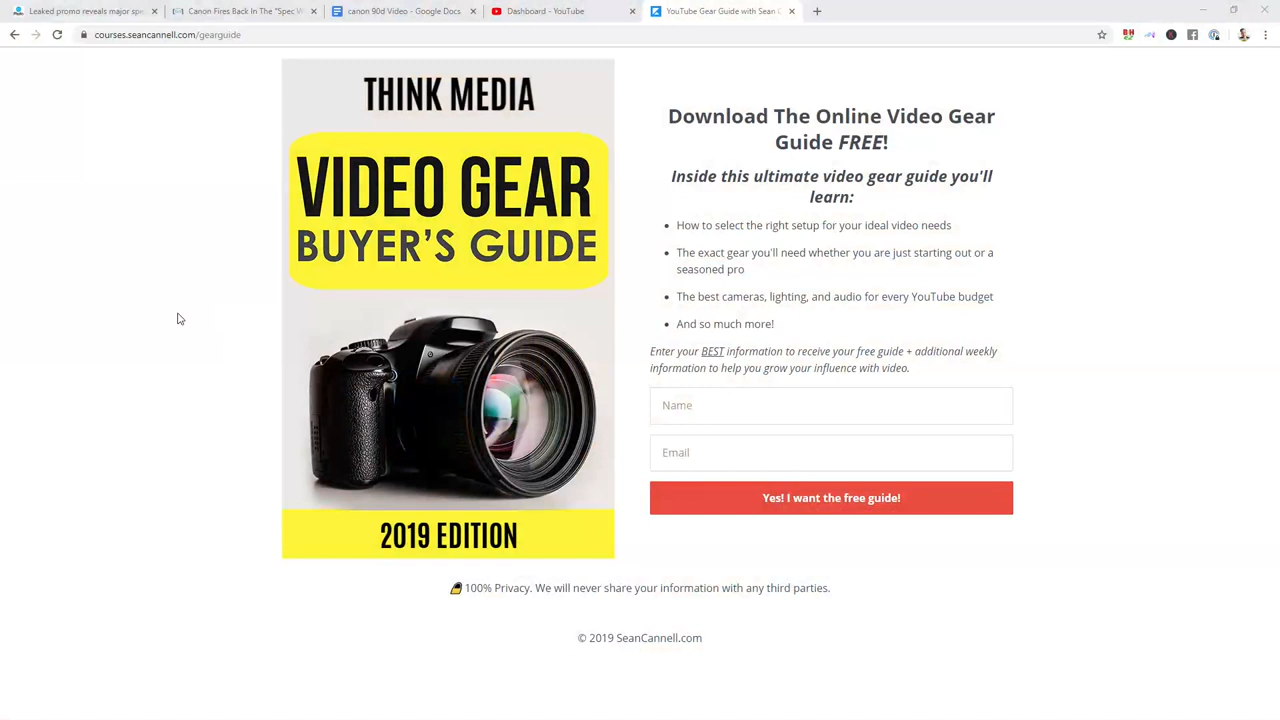 Leaked promo reveals major spe
Canon Fires Back In The "Spec W
canon 90d Video - Google Docs
Dashboard - YouTube
YouTube Gear Guide with Sean C
courses.seancannell.com/gearguide
THINK MEDIA
VIDEO GEAR
BUYER'S GUIDE
2019 EDITION
Download The Online Video Gear
Guide FREE!
Inside this ultimate video gear guide you'll
learn:
• How to select the right setup for your ideal video needs
• The exact gear you'll need whether you are just starting out or a
seasoned pro
• The best cameras, lighting, and audio for every YouTube budget
• And so much more!
Enter your BEST information to receive your free guide + additional weekly
information to help you grow your influence with video.
Name
Email
Yes! I want the free guide!
100% Privacy. We will never share your information with any third parties.
© 2019 SeanCannell.com